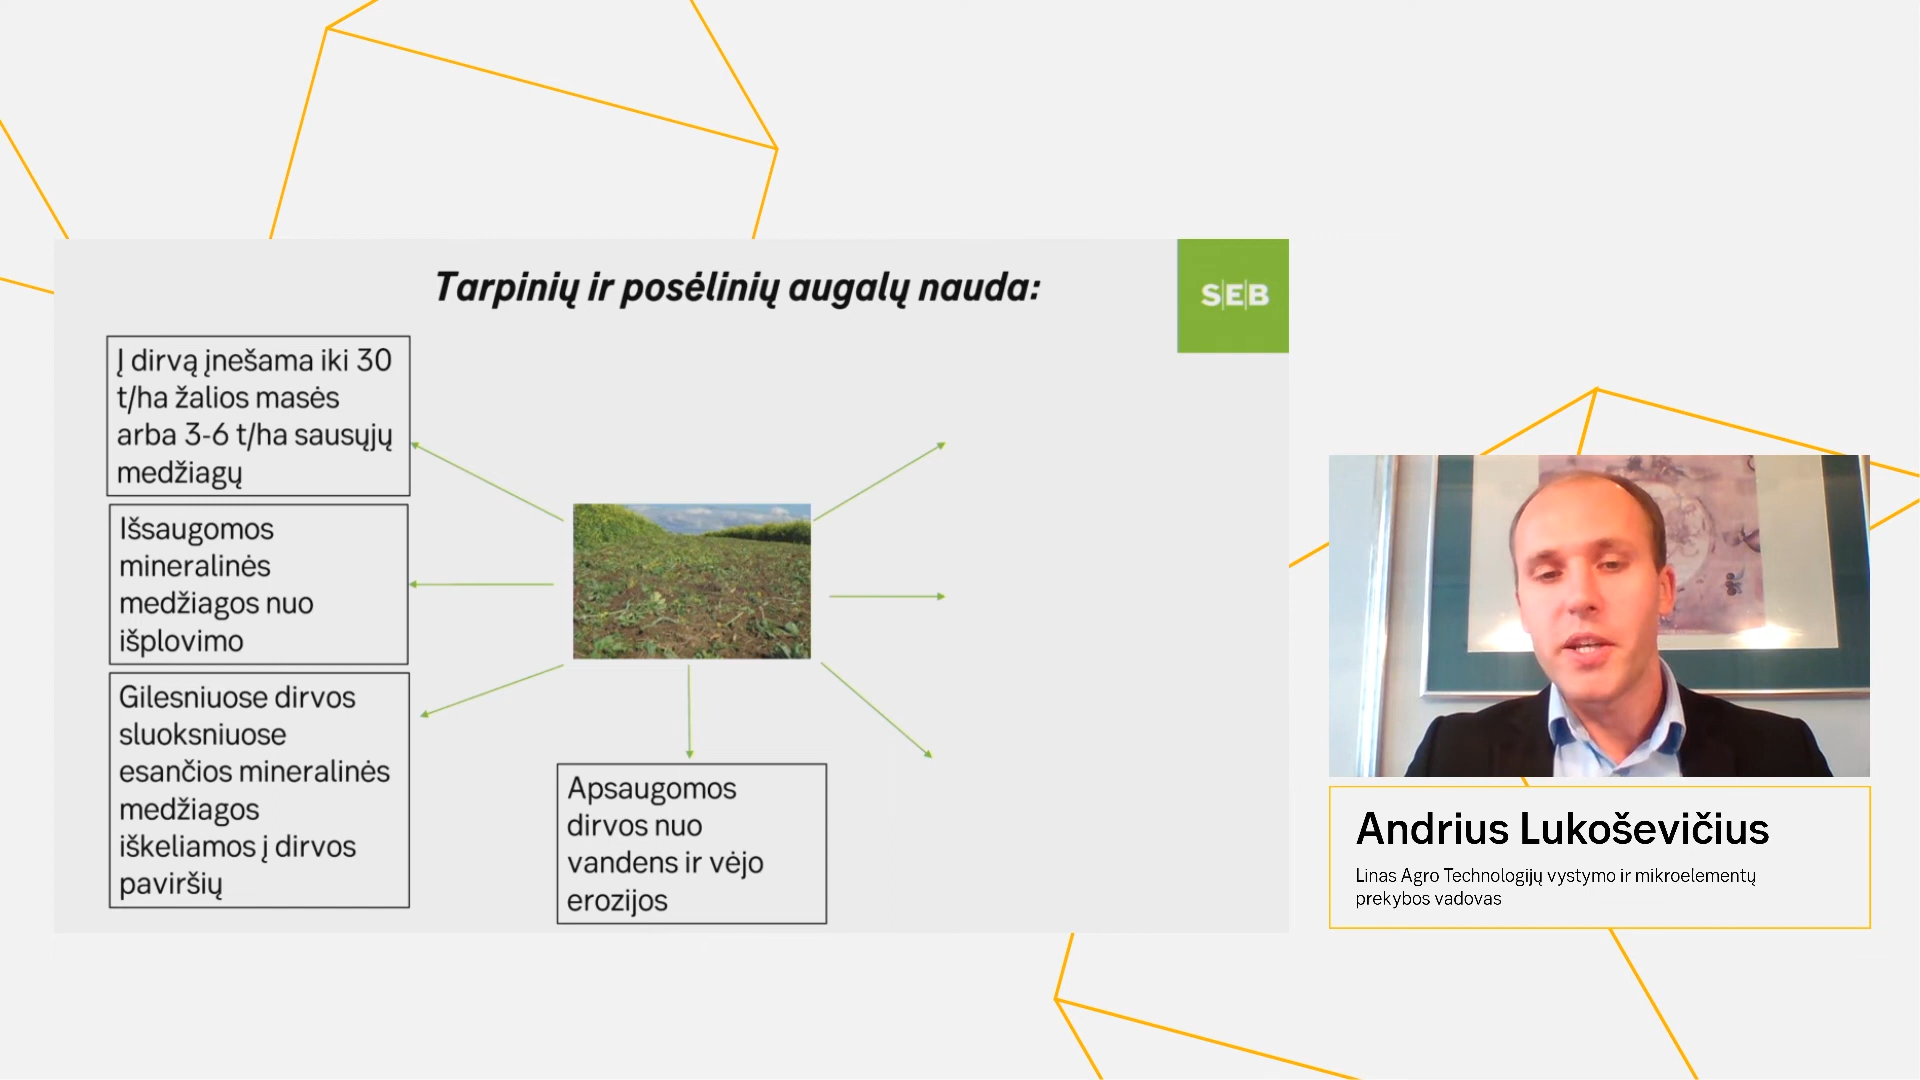 Tarpinių ir posėlinių augalų nauda:
S|E|B
Į dirvą įnešama iki 30
t/ha žalios masės
arba 3-6 t/ha sausųjų
medžiagų
Išsaugomos
mineralinės
medžiagos nuo
išplovimo
Gilesniuose dirvos
sluoksniuose
esančios mineralinės
medžiagos
iškeliamos į dirvos
paviršių
Apsaugomos
dirvos nuo
vandens ir vėjo
erozijos
Andrius Lukoševičius
Linas Agro Technologijų vystymo ir mikroelementų
prekybos vadovas